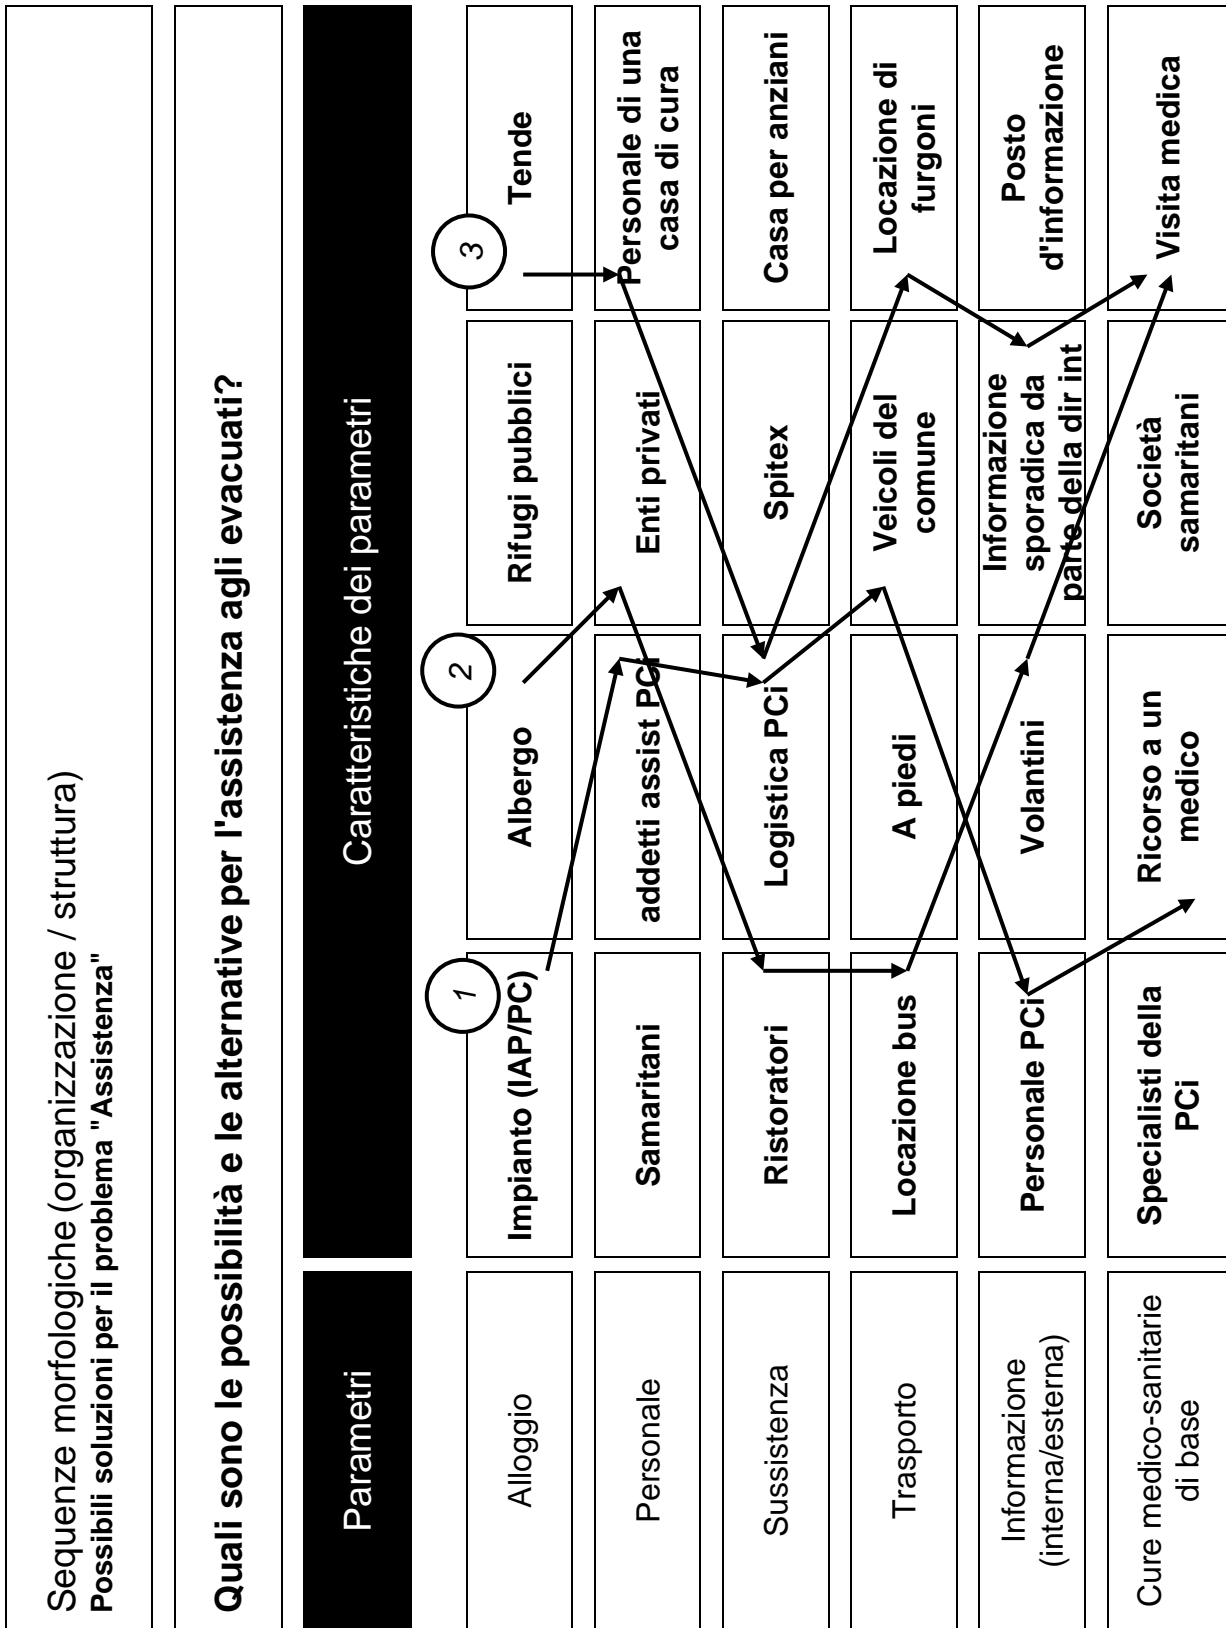 Sequenze morfologiche (organizzazione / struttura)
Possibili soluzioni per il problema "Assistenza"
Quali sono le possibilità e le alternative per l'assistenza agli evacuati?
Parametri
Caratteristiche dei parametri
1
2
3
Alloggio
Impianto (IAP/PC)
Albergo
Rifugi pubblici
Tende
Personale
Samaritani
addetti assist PCi
Enti privati
Personale di una
casa di cura
Sussistenza
Ristoratori
Logistica PCi
Spitex
Casa per anziani
Trasporto
Locazione bus
A piedi
Veicoli del
comune
Locazione di
furgoni
Informazione
(interna/esterna)
Personale PCi
Volantini
Informazione
sporadica da
parte della dir int
Posto
d'informazione
Cure medico-sanitarie
di base
Specialisti della
PCi
Ricorso a un
medico
Società
samaritani
Visita medica